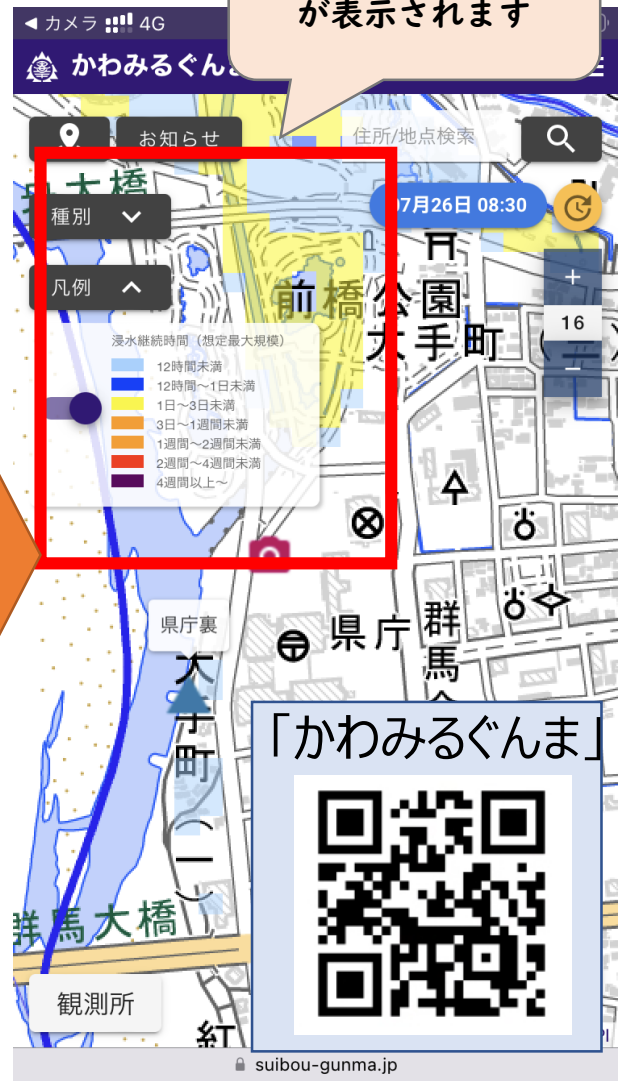 が表示されます
カメラ 4G
かわみるぐんま
お知らせ
住所/地点検索
大橋
種別
07月26日 08:30
凡例
前橋公園
大手町(二)
16
浸水継続時間(想定最大規模)
12時間未満
12時間〜1日未満
1日〜3日未満
3日〜1週間未満
1週間〜2週間未満
2週間〜4週間未満
4週間以上〜
県庁裏
県庁
群馬会
大手町(一)
「かわみるぐんま」
群馬大橋
観測所
紅
suibou-gunma.jp